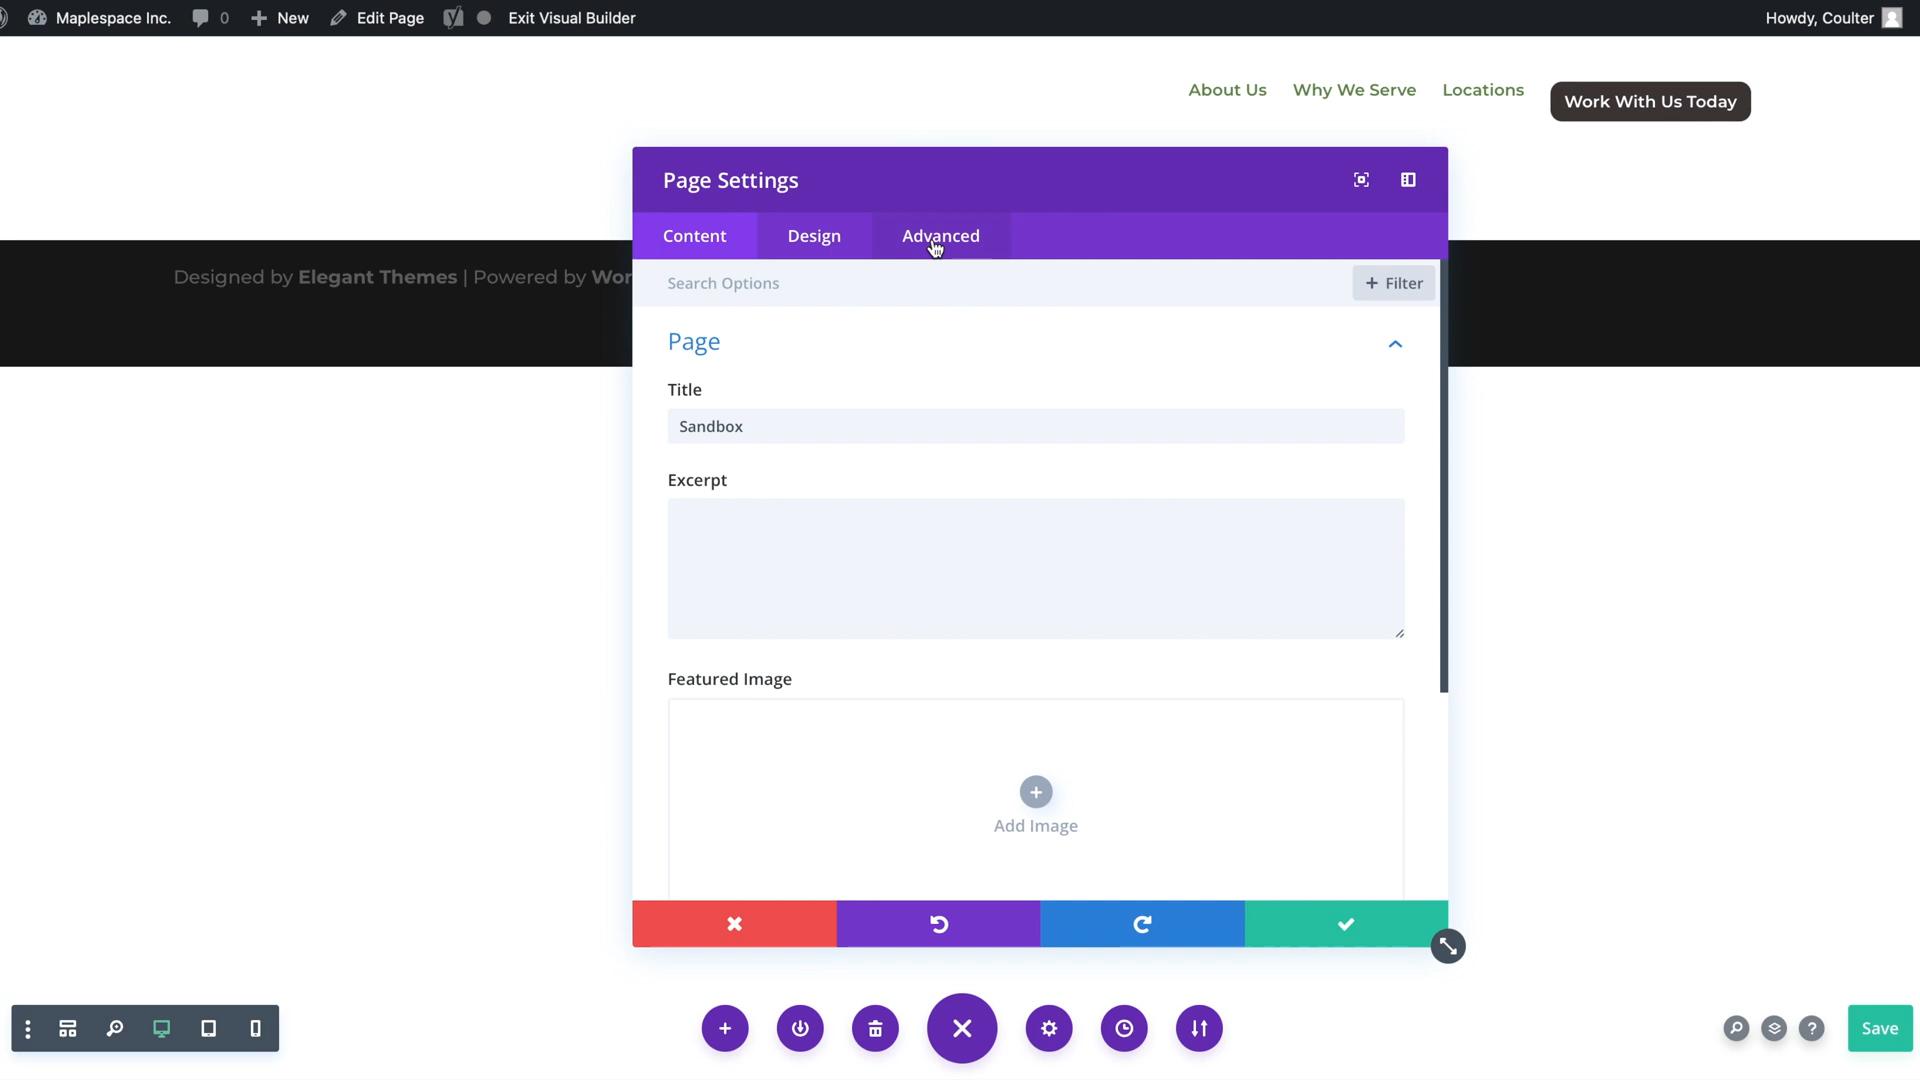 Maplespace Inc. 0 New Edit Page Exit Visual Builder Howdy, Coulter
About Us Why We Serve Locations Work With Us Today
Page Settings
Content Design Advanced
Designed by Elegant Themes | Powered by Wor
Search Options + Filter
Page
Title
Sandbox
Excerpt
Featured Image
Add Image
Save